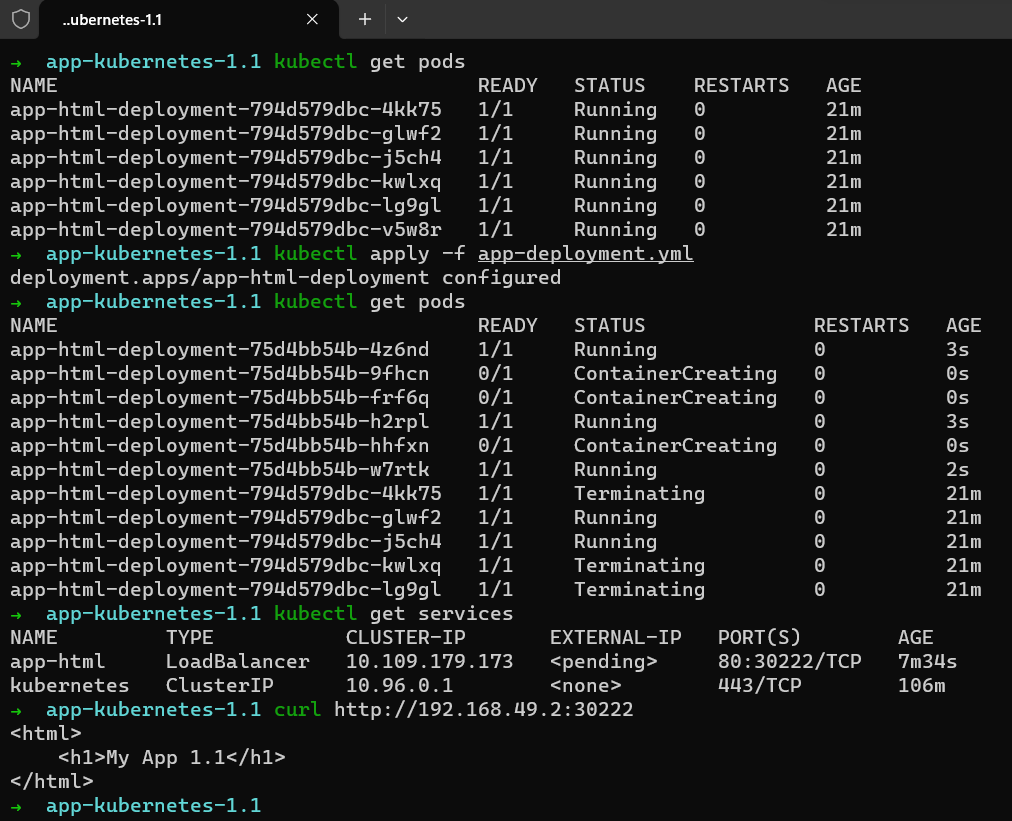 ..ubernetes-1.1
→ app-kubernetes-1.1 kubectl get pods
NAME READY STATUS RESTARTS AGE
app-html-deployment-794d579dbc-4kk75 1/1 Running 0 21m
app-html-deployment-794d579dbc-glwf2 1/1 Running 0 21m
app-html-deployment-794d579dbc-j5ch4 1/1 Running 0 21m
app-html-deployment-794d579dbc-kwlxq 1/1 Running 0 21m
app-html-deployment-794d579dbc-lg9gl 1/1 Running 0 21m
app-html-deployment-794d579dbc-v5w8r 1/1 Running 0 21m
→ app-kubernetes-1.1 kubectl apply -f app-deployment.yml
deployment.apps/app-html-deployment configured
→ app-kubernetes-1.1 kubectl get pods
NAME READY STATUS RESTARTS AGE
app-html-deployment-75d4bb54b-4z6nd 1/1 Running 0 3s
app-html-deployment-75d4bb54b-9fhcn 0/1 ContainerCreating 0 0s
app-html-deployment-75d4bb54b-frf6q 0/1 ContainerCreating 0 0s
app-html-deployment-75d4bb54b-h2rpl 1/1 Running 0 3s
app-html-deployment-75d4bb54b-hhfxn 0/1 ContainerCreating 0 0s
app-html-deployment-75d4bb54b-w7rtk 1/1 Running 0 2s
app-html-deployment-794d579dbc-4kk75 1/1 Terminating 0 21m
app-html-deployment-794d579dbc-glwf2 1/1 Running 0 21m
app-html-deployment-794d579dbc-j5ch4 1/1 Running 0 21m
app-html-deployment-794d579dbc-kwlxq 1/1 Terminating 0 21m
app-html-deployment-794d579dbc-lg9gl 1/1 Terminating 0 21m
→ app-kubernetes-1.1 kubectl get services
NAME TYPE CLUSTER-IP EXTERNAL-IP PORT(S) AGE
app-html LoadBalancer 10.109.179.173 <pending> 80:30222/TCP 7m34s
kubernetes ClusterIP 10.96.0.1 <none> 443/TCP 106m
→ app-kubernetes-1.1 curl http://192.168.49.2:30222
<html>
    <h1>My App 1.1</h1>
</html>
→ app-kubernetes-1.1